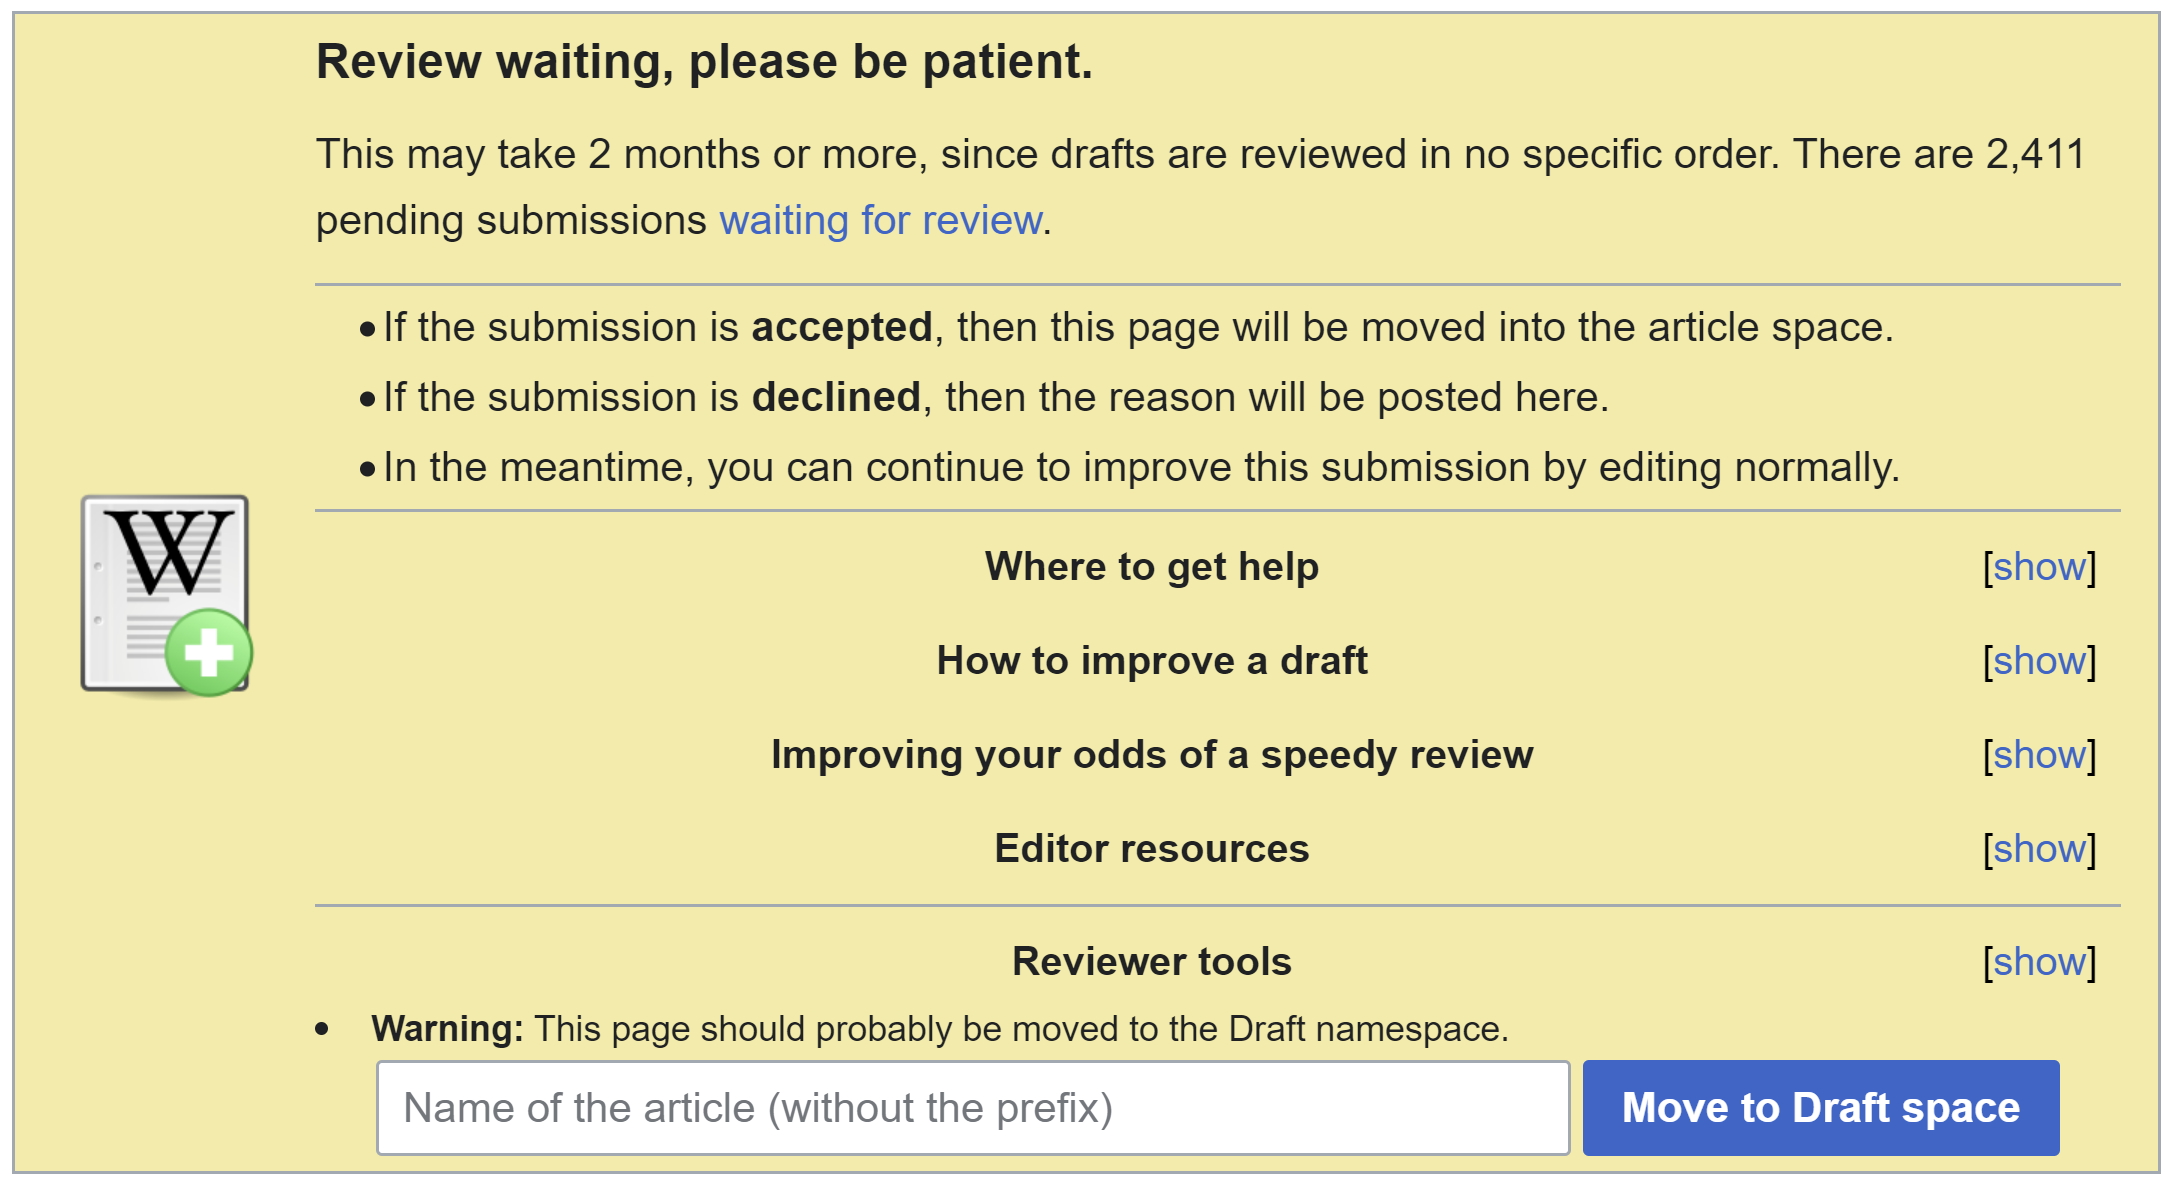 Review waiting, please be patient.
This may take 2 months or more, since drafts are reviewed in no specific order. There are 2,411
pending submissions waiting for review.
• If the submission is accepted, then this page will be moved into the article space.
• If the submission is declined, then the reason will be posted here.
• In the meantime, you can continue to improve this submission by editing normally.
W
Where to get help [show]
How to improve a draft [show]
Improving your odds of a speedy review [show]
Editor resources [show]
Reviewer tools [show]
• Warning: This page should probably be moved to the Draft namespace.
Name of the article (without the prefix) Move to Draft space